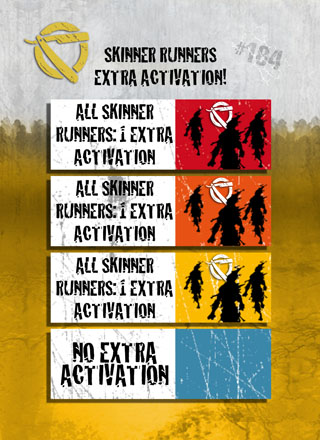 SKINNER RUNNERS
#184
EXTRA ACTIVATION!
ALL SKINNER
RUNNERS: 1 EXTRA
ACTIVATION
ALL SKINNER
RUNNERS: 1 EXTRA
ACTIVATION
ALL SKINNER
RUNNERS: 1 EXTRA
ACTIVATION
NO EXTRA
ACTIVATION